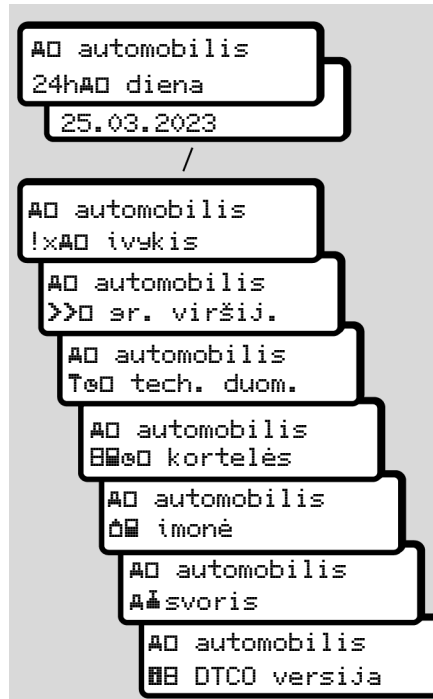 automobilis
24h diena
25.03.2023
/
automobilis
!x ivykis
automobilis
>> gr. viršij.
automobilis
tech. duom.
automobilis
kortelės
automobilis
imonė
automobilis
svoris
automobilis
DTCO versija